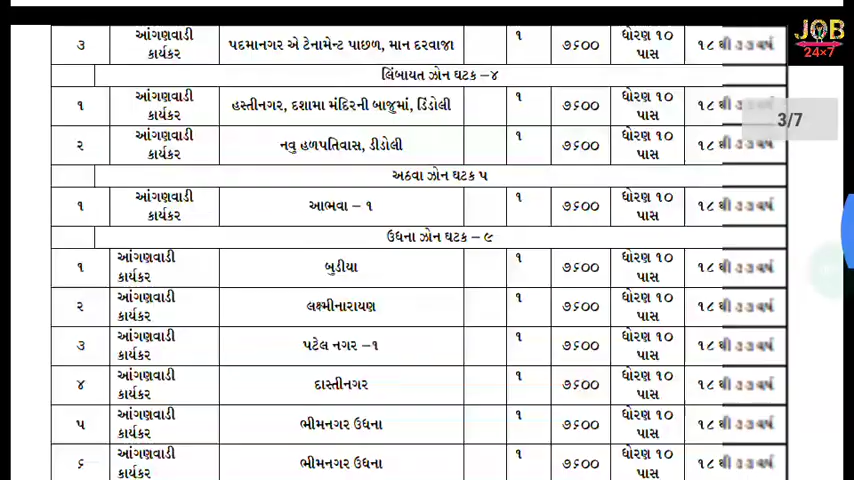 ૩ આંગણવાડી કાર્યકર પદમાનગર એ ટેનામેન્ટ પાછળ, માન દરવાજા ૧ ૭૬૦૦ ધોરણ ૧૦ પાસ ૧૮ થી ૩૩ વર્ષ
JOB
24×7
લિંબાયત ઝોન ઘટક –૪
૧ આંગણવાડી કાર્યકર હસ્તીનગર, દશામા મંદિરની બાજુમાં, ડિંડોલી ૧ ૭૬૦૦ ધોરણ ૧૦ પાસ ૧૮ થી ૩૩ વર્ષ
3/7
૨ આંગણવાડી કાર્યકર નવુ હળપતિવાસ, ડીડોલી ૧ ૭૬૦૦ ધોરણ ૧૦ પાસ ૧૮ થી ૩૩ વર્ષ
અઠવા ઝોન ઘટક ૫
૧ આંગણવાડી કાર્યકર આભવા – ૧ ૧ ૭૬૦૦ ધોરણ ૧૦ પાસ ૧૮ થી ૩૩ વર્ષ
ઉધના ઝોન ઘટક – ૯
૧ આંગણવાડી કાર્યકર બુડીયા ૧ ૭૬૦૦ ધોરણ ૧૦ પાસ ૧૮ થી ૩૩ વર્ષ
૨ આંગણવાડી કાર્યકર લક્ષ્મીનારાયણ ૧ ૭૬૦૦ ધોરણ ૧૦ પાસ ૧૮ થી ૩૩ વર્ષ
૩ આંગણવાડી કાર્યકર પટેલ નગર –૧ ૧ ૭૬૦૦ ધોરણ ૧૦ પાસ ૧૮ થી ૩૩ વર્ષ
૪ આંગણવાડી કાર્યકર દાસ્તીનગર ૧ ૭૬૦૦ ધોરણ ૧૦ પાસ ૧૮ થી ૩૩ વર્ષ
૫ આંગણવાડી કાર્યકર ભીમનગર ઉધના ૧ ૭૬૦૦ ધોરણ ૧૦ પાસ ૧૮ થી ૩૩ વર્ષ
૬ આંગણવાડી કાર્યકર ભીમનગર ઉધના ૧ ૭૬૦૦ ધોરણ ૧૦ પાસ ૧૮ થી ૩૩ વર્ષ